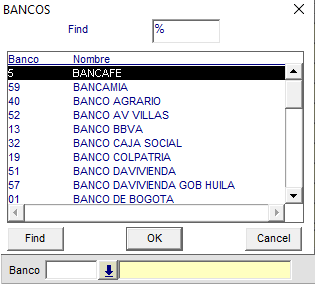 BANCOS
Find %
Banco Nombre
5 BANCAFE
59 BANCAMIA
40 BANCO AGRARIO
52 BANCO AV VILLAS
13 BANCO BBVA
32 BANCO CAJA SOCIAL
19 BANCO COLPATRIA
51 BANCO DAVIVIENDA
57 BANCO DAVIVIENDA GOB HUILA
01 BANCO DE BOGOTA
Find OK Cancel
Banco